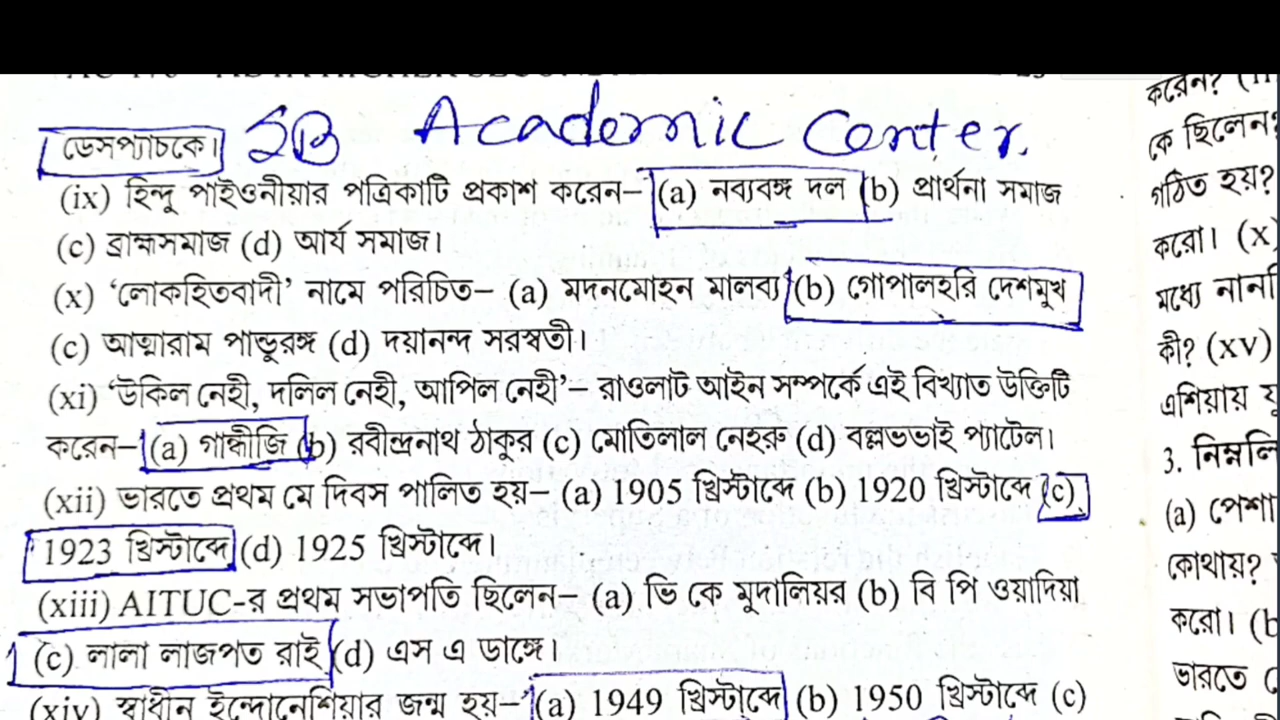 SB Academic Center.
ডেসপ্যাচকে।
(ix) হিন্দু পাইওনীয়ার পত্রিকাটি প্রকাশ করেন– (a) নব্যবঙ্গ দল (b) প্রার্থনা সমাজ
(c) ব্রাহ্মসমাজ (d) আর্য সমাজ।
(x) ‘লোকহিতবাদী’ নামে পরিচিত– (a) মদনমোহন মালব্য (b) গোপালহরি দেশমুখ
(c) আত্মারাম পান্ডুরঙ্গ (d) দয়ানন্দ সরস্বতী।
(xi) ‘উকিল নেহী, দলিল নেহী, আপিল নেহী’– রাওলাট আইন সম্পর্কে এই বিখ্যাত উক্তিটি
করেন– (a) গান্ধীজি (b) রবীন্দ্রনাথ ঠাকুর (c) মোতিলাল নেহরু (d) বল্লভভাই প্যাটেল।
(xii) ভারতে প্রথম মে দিবস পালিত হয়– (a) 1905 খ্রিস্টাব্দে (b) 1920 খ্রিস্টাব্দে (c)
1923 খ্রিস্টাব্দে (d) 1925 খ্রিস্টাব্দে।
(xiii) AITUC-র প্রথম সভাপতি ছিলেন– (a) ভি কে মুদালিয়র (b) বি পি ওয়াদিয়া
(c) লালা লাজপত রাই (d) এস এ ডাঙ্গে।
(xiv) স্বাধীন ইন্দোনেশিয়ার জন্ম হয়– (a) 1949 খ্রিস্টাব্দে (b) 1950 খ্রিস্টাব্দে (c)
করেন?
কে ছিলেন?
গঠিত হয়?
করো। (x
মধ্যে
কী? (xv)
এশিয়ায়
3.
(a) পেশা
কোথায়?
করো। (b
ভারতে